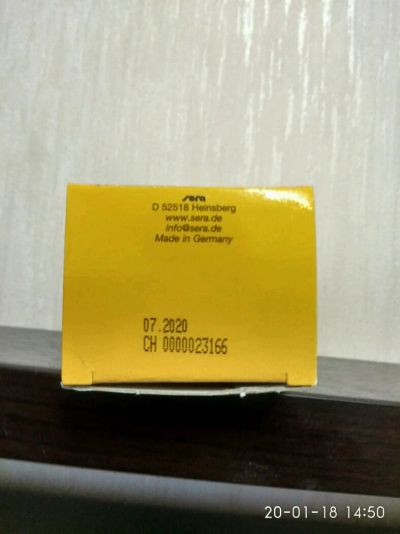 sera
D 52518 Heinsberg
www.sera.de
info@sera.de
Made in Germany
07.2020
CH 0000023166
20-01-18 14:50